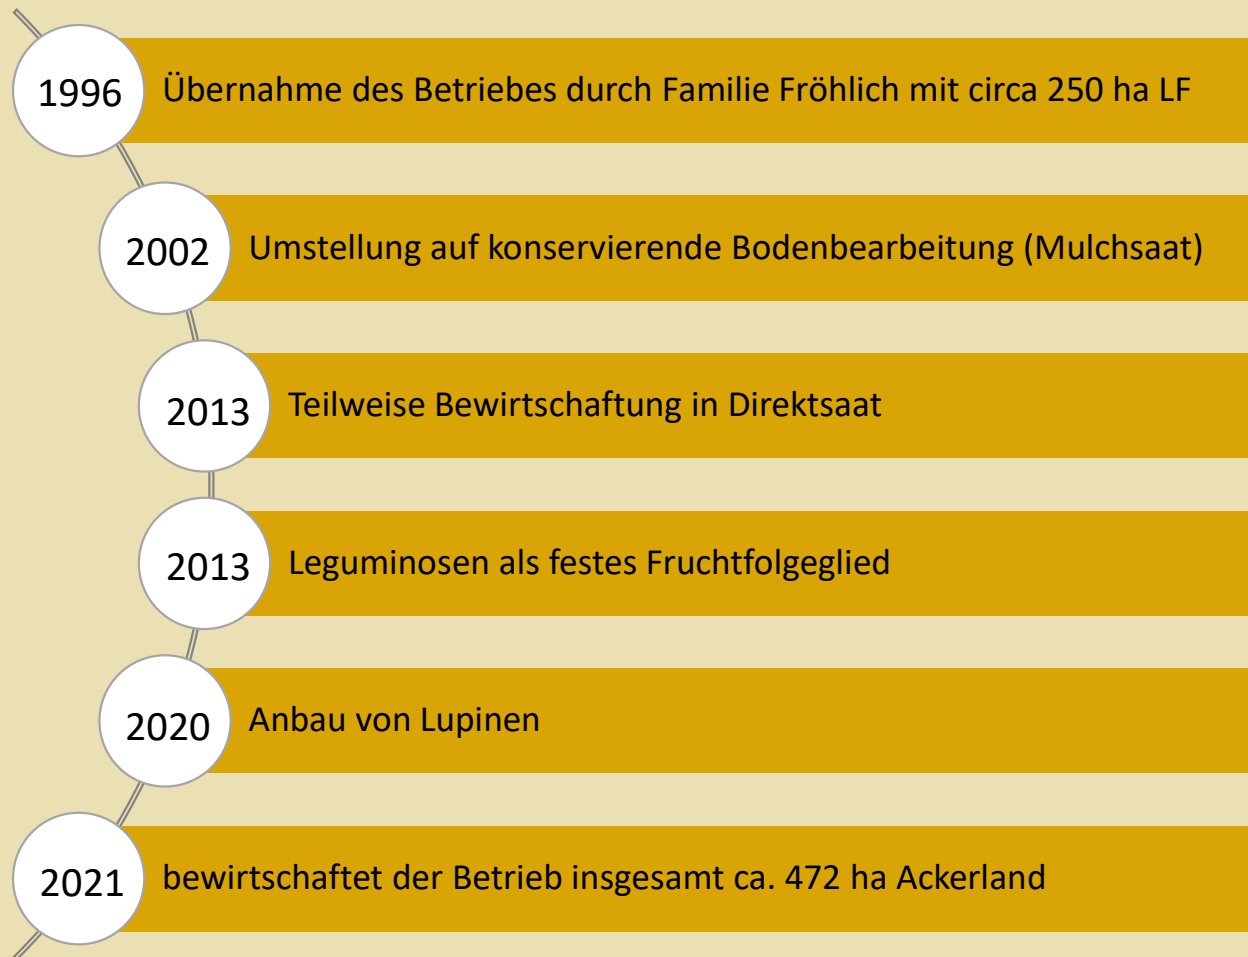 1996
Übernahme des Betriebes durch Familie Fröhlich mit circa 250 ha LF
2002
Umstellung auf konservierende Bodenbearbeitung (Mulchsaat)
2013
Teilweise Bewirtschaftung in Direktsaat
2013
Leguminosen als festes Fruchtfolgeglied
2020
Anbau von Lupinen
2021
bewirtschaftet der Betrieb insgesamt ca. 472 ha Ackerland